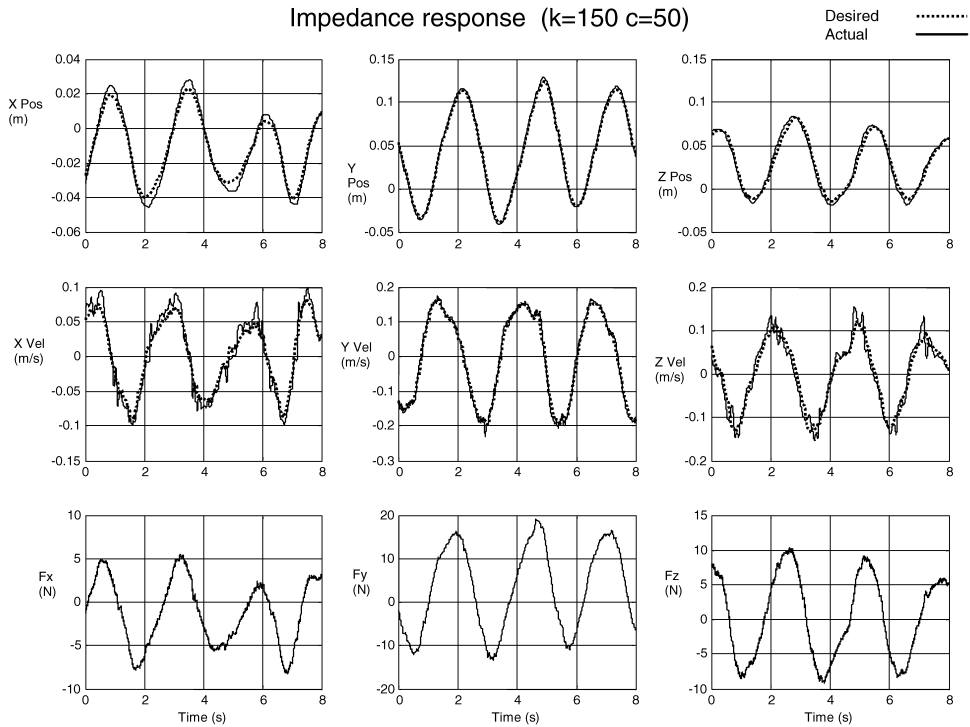 Impedance response (k=150 c=50)
Desired
Actual
X Pos
(m)
0.04
0.02
0
-0.02
-0.04
-0.06
0 2 4 6 8
Y
Pos
(m)
0.15
0.1
0.05
0
-0.05
0 2 4 6 8
Z Pos
(m)
0.15
0.1
0.05
0
-0.05
0 2 4 6 8
X Vel
(m/s)
0.1
0.05
0
-0.05
-0.1
-0.15
0 2 4 6 8
Y Vel
(m/s)
0.2
0.1
0
-0.1
-0.2
-0.3
0 2 4 6 8
Z Vel
(m/s)
0.2
0.1
0
-0.1
-0.2
0 2 4 6 8
Fx
(N)
10
5
0
-5
-10
0 2 4 6 8
Time (s)
Fy
(N)
20
10
0
-10
-20
0 2 4 6 8
Time (s)
Fz
(N)
15
10
5
0
-5
-10
0 2 4 6 8
Time (s)